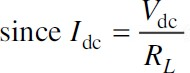 since I_dc = V_dc / R_L